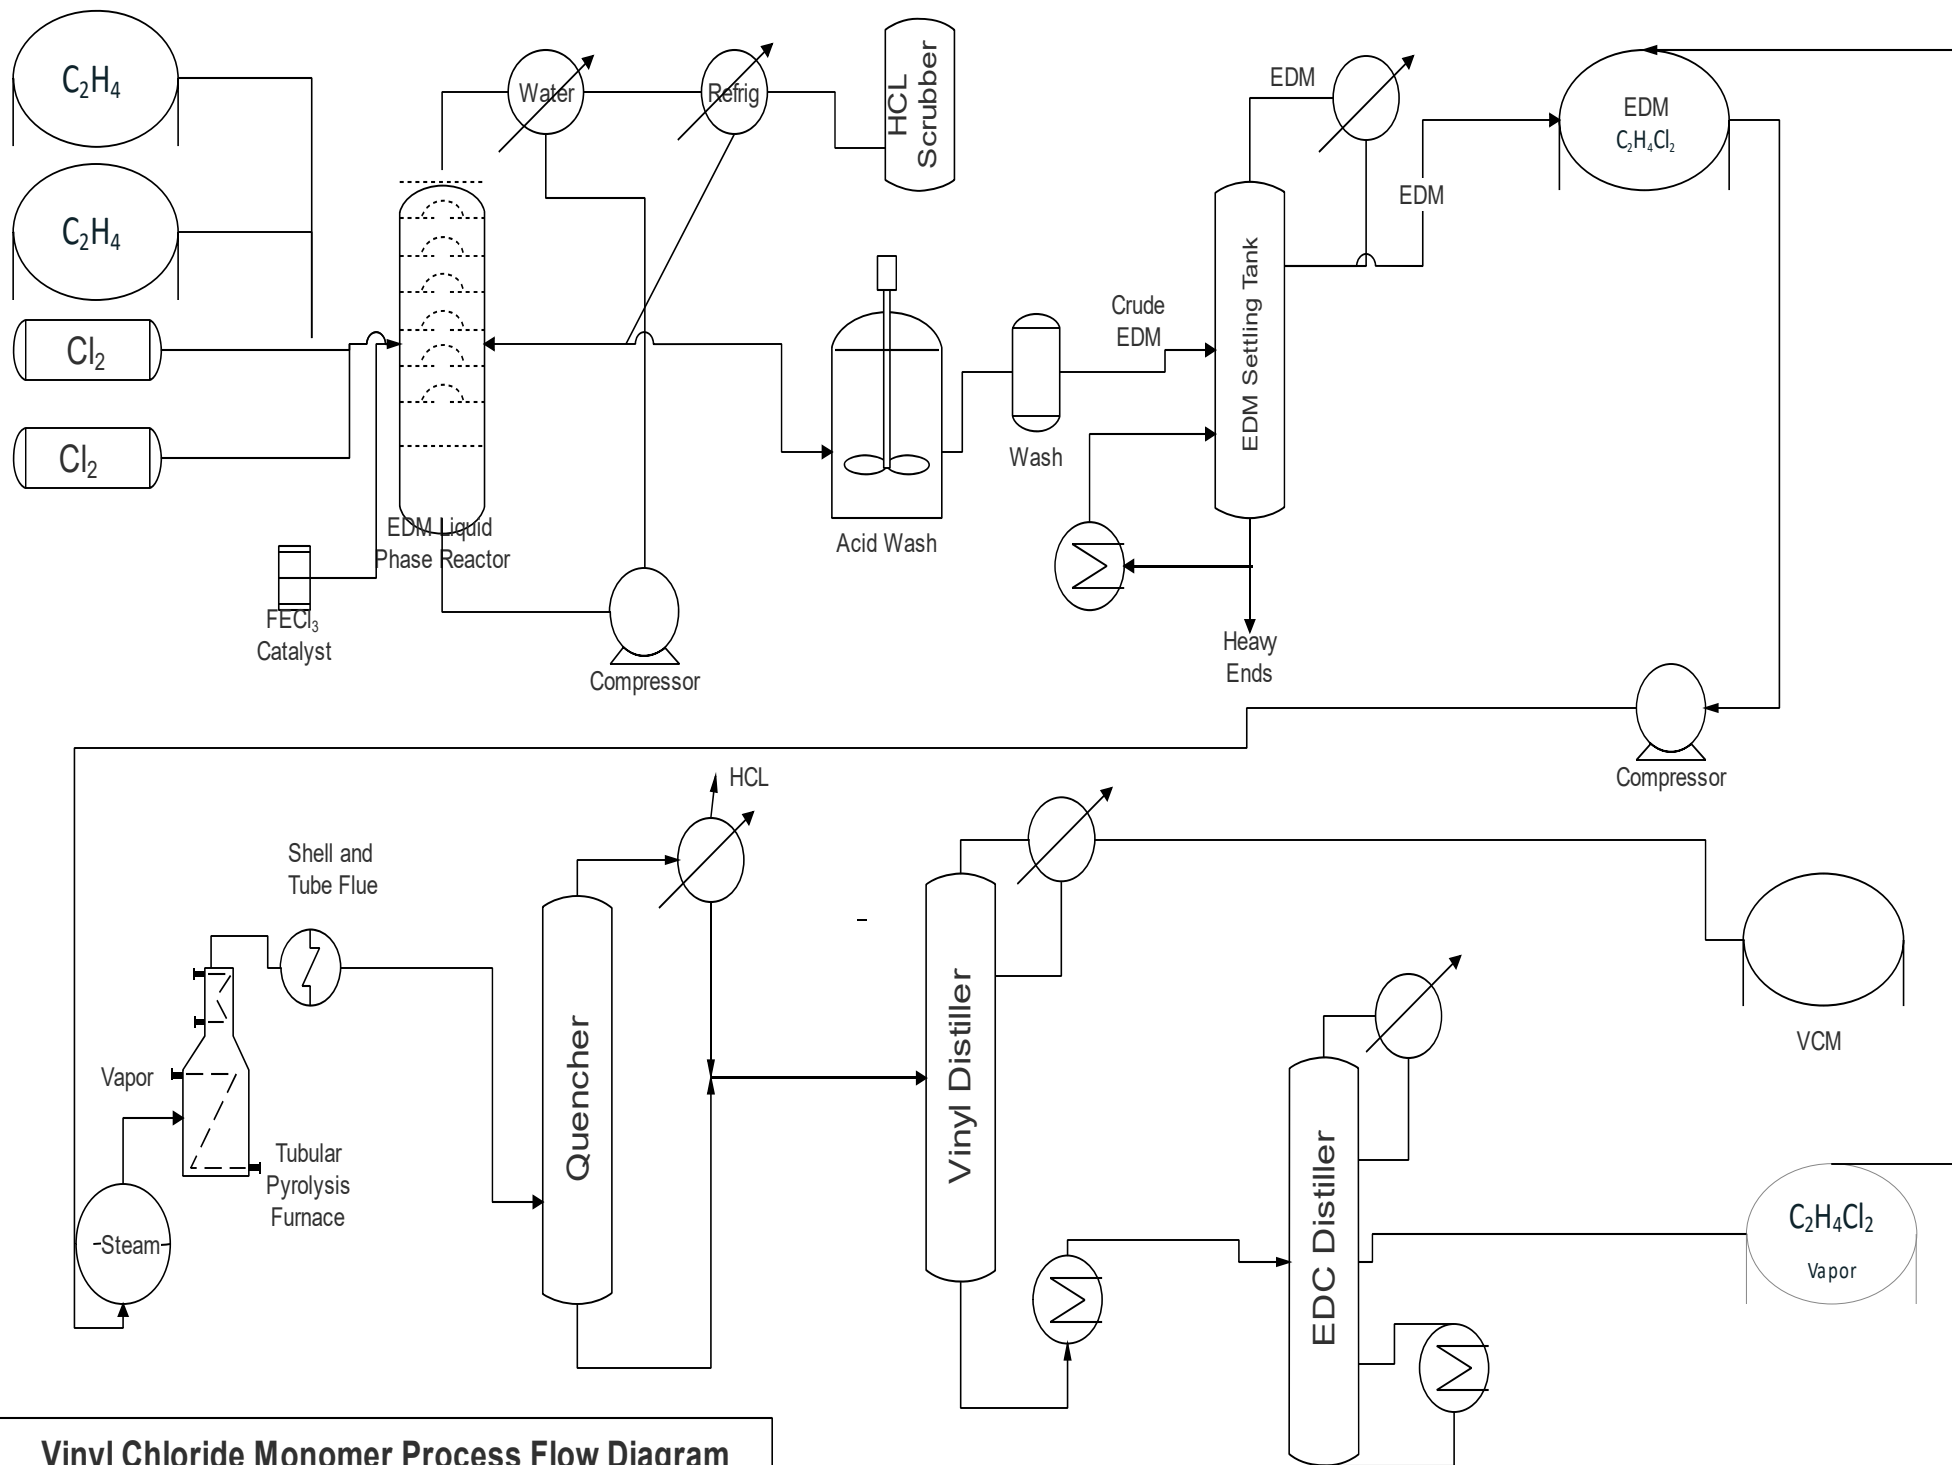 C₂H₄
C₂H₄
Cl₂
Cl₂
FECl₃
Catalyst
EDM Liquid
Phase Reactor
Water
Refrig
HCL
Scrubber
Compressor
Acid Wash
Wash
Crude
EDM
EDM Settling Tank
EDM
EDM
EDM
C₂H₄Cl₂
Heavy
Ends
Compressor
HCL
Shell and
Tube Flue
Vapor
Tubular
Pyrolysis
Furnace
Steam
Quencher
Vinyl Distiller
EDC Distiller
VCM
C₂H₄Cl₂
Vapor
Vinyl Chloride Monomer Process Flow Diagram